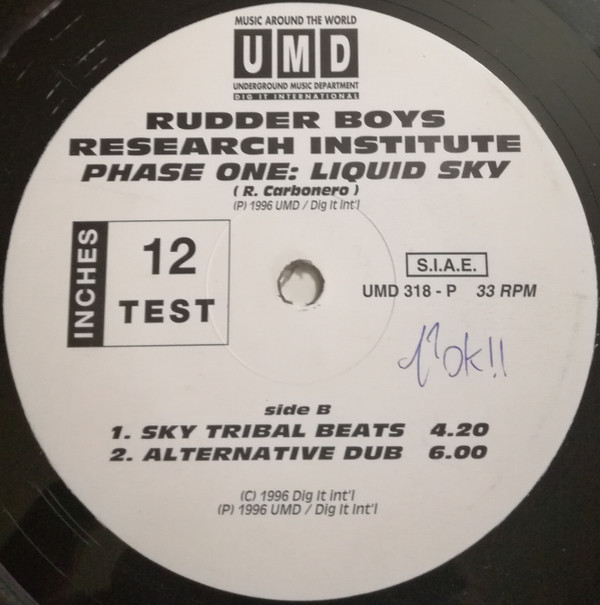 MUSIC AROUND THE WORLD
UMD
UNDERGROUND MUSIC DEPARTMENT
DIG IT INTERNATIONAL
RUDDER BOYS
RESEARCH INSTITUTE
PHASE ONE: LIQUID SKY
( R. Carbonero )
(P) 1996 UMD / Dig It Int'l
INCHES
12
TEST
S.I.A.E.
UMD 318 - P 33 RPM
ok!!
side B
1. SKY TRIBAL BEATS 4.20
2. ALTERNATIVE DUB 6.00
(C) 1996 Dig It Int'l
(P) 1996 UMD / Dig It Int'l